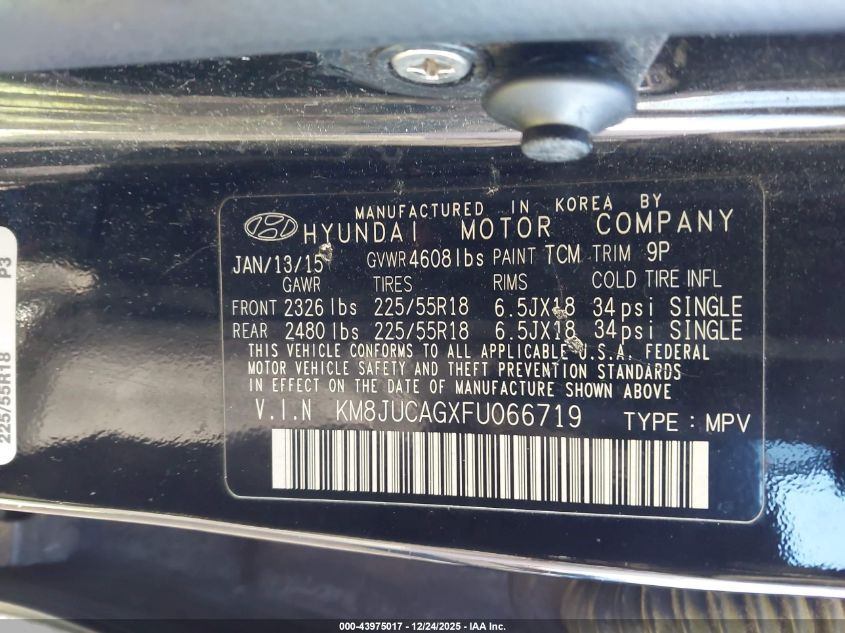 MANUFACTURED IN KOREA BY
HYUNDAI MOTOR COMPANY
JAN/13/15 GVWR 4608lbs PAINT TCM TRIM 9P
GAWR TIRES RIMS COLD TIRE INFL
FRONT 2326 lbs 225/55R18 6.5JX18 34psi SINGLE
REAR 2480 lbs 225/55R18 6.5JX18 34psi SINGLE
THIS VEHICLE CONFORMS TO ALL APPLICABLE U.S.A. FEDERAL
MOTOR VEHICLE SAFETY AND THEFT PREVENTION STANDARDS
IN EFFECT ON THE DATE OF MANUFACTURE SHOWN ABOVE
V.I.N KM8JUCAGXFU066719 TYPE : MPV
225/55R18 P3
000-43975017 - 12/24/2025 - IAA Inc.